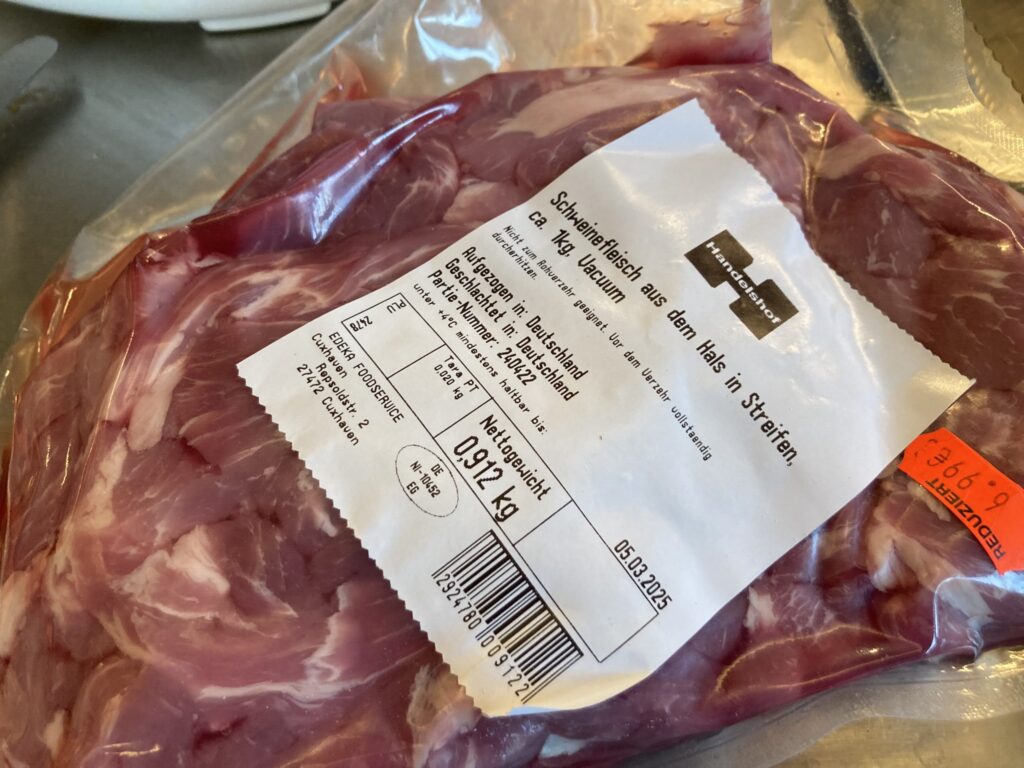 Handelshof
Schweinefleisch aus dem Hals in Streifen,
ca. 1kg, Vacuum
Nicht zum Rohverzehr geeignet. Vor dem Verzehr vollstaendig
durcherhitzen.
Aufgezogen in: Deutschland
Geschlachtet in: Deutschland
Partie-Nummer: 240422
unter +4°C mindestens haltbar bis:
05.03.2025
PLU
2478
Tara PT
0.020 kg
Nettogewicht
0,912 kg
EDEKA FOODSERVICE
Cuxhaven
Repsoldstr. 2
27472 Cuxhaven
DE
NI-10452
EG
2924780009122
6.99€
REDUZIERT